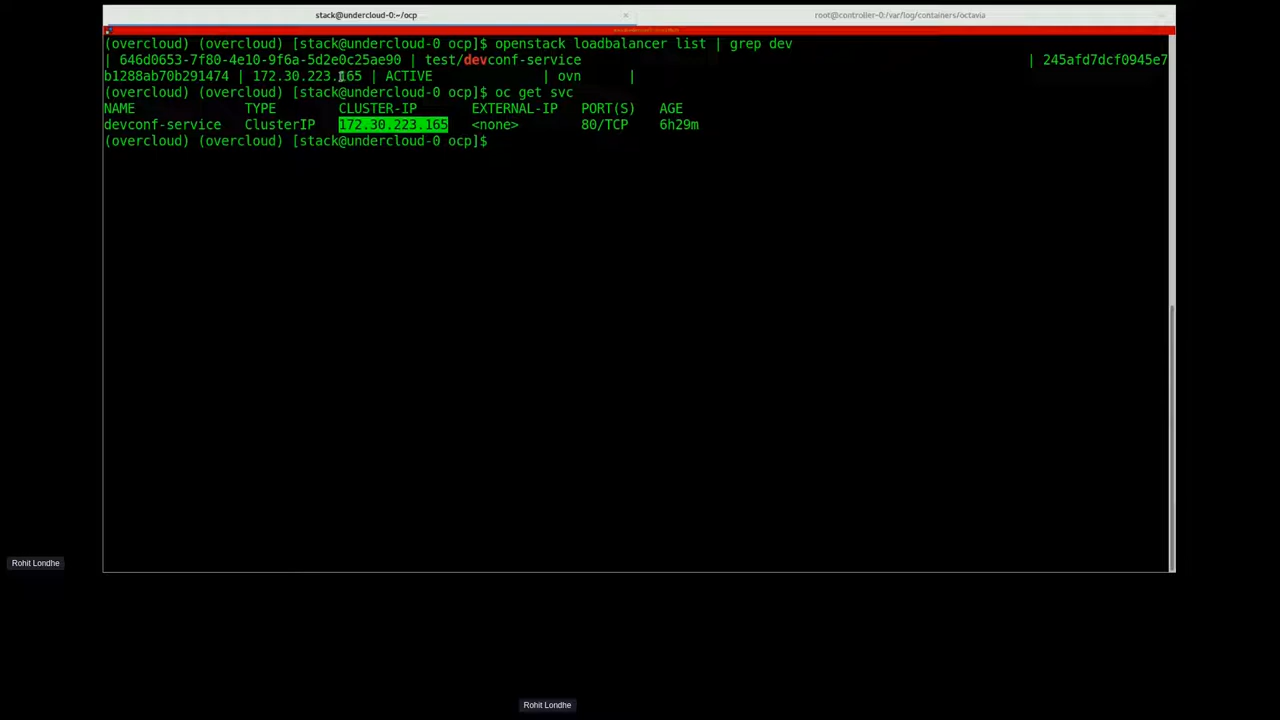 stack@undercloud-0:~/ocp × root@controller-0:/var/log/containers/octavia
(overcloud) (overcloud) [stack@undercloud-0 ocp]$ openstack loadbalancer list | grep dev
| 646d0653-7f80-4e10-9f6a-5d2e0c25ae90 | test/devconf-service | 245afd7dcf0945e7
b1288ab70b291474 | 172.30.223.165 | ACTIVE | ovn |
(overcloud) (overcloud) [stack@undercloud-0 ocp]$ oc get svc
NAME TYPE CLUSTER-IP EXTERNAL-IP PORT(S) AGE
devconf-service ClusterIP 172.30.223.165 <none> 80/TCP 6h29m
(overcloud) (overcloud) [stack@undercloud-0 ocp]$
Rohit Londhe
Rohit Londhe